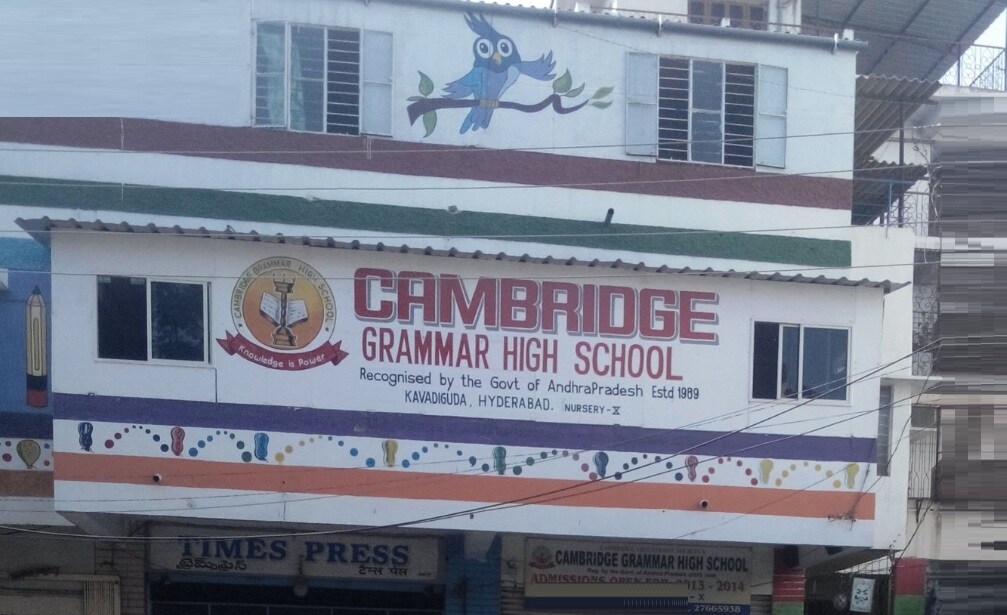 CAMBRIDGE GRAMMAR HIGH SCHOOL
Knowledge is Power
CAMBRIDGE
GRAMMAR HIGH SCHOOL
Recognised by the Govt of AndhraPradesh Estd 1989
KAVADIGUDA, HYDERABAD. NURSERY-X
TIMES PRESS
టైమ్స్ ప్రెస్
टैम्स प्रेस
CAMBRIDGE GRAMMAR HIGH SCHOOL
ADMISSIONS OPEN FOR 2013 - 2014
- X
27665938